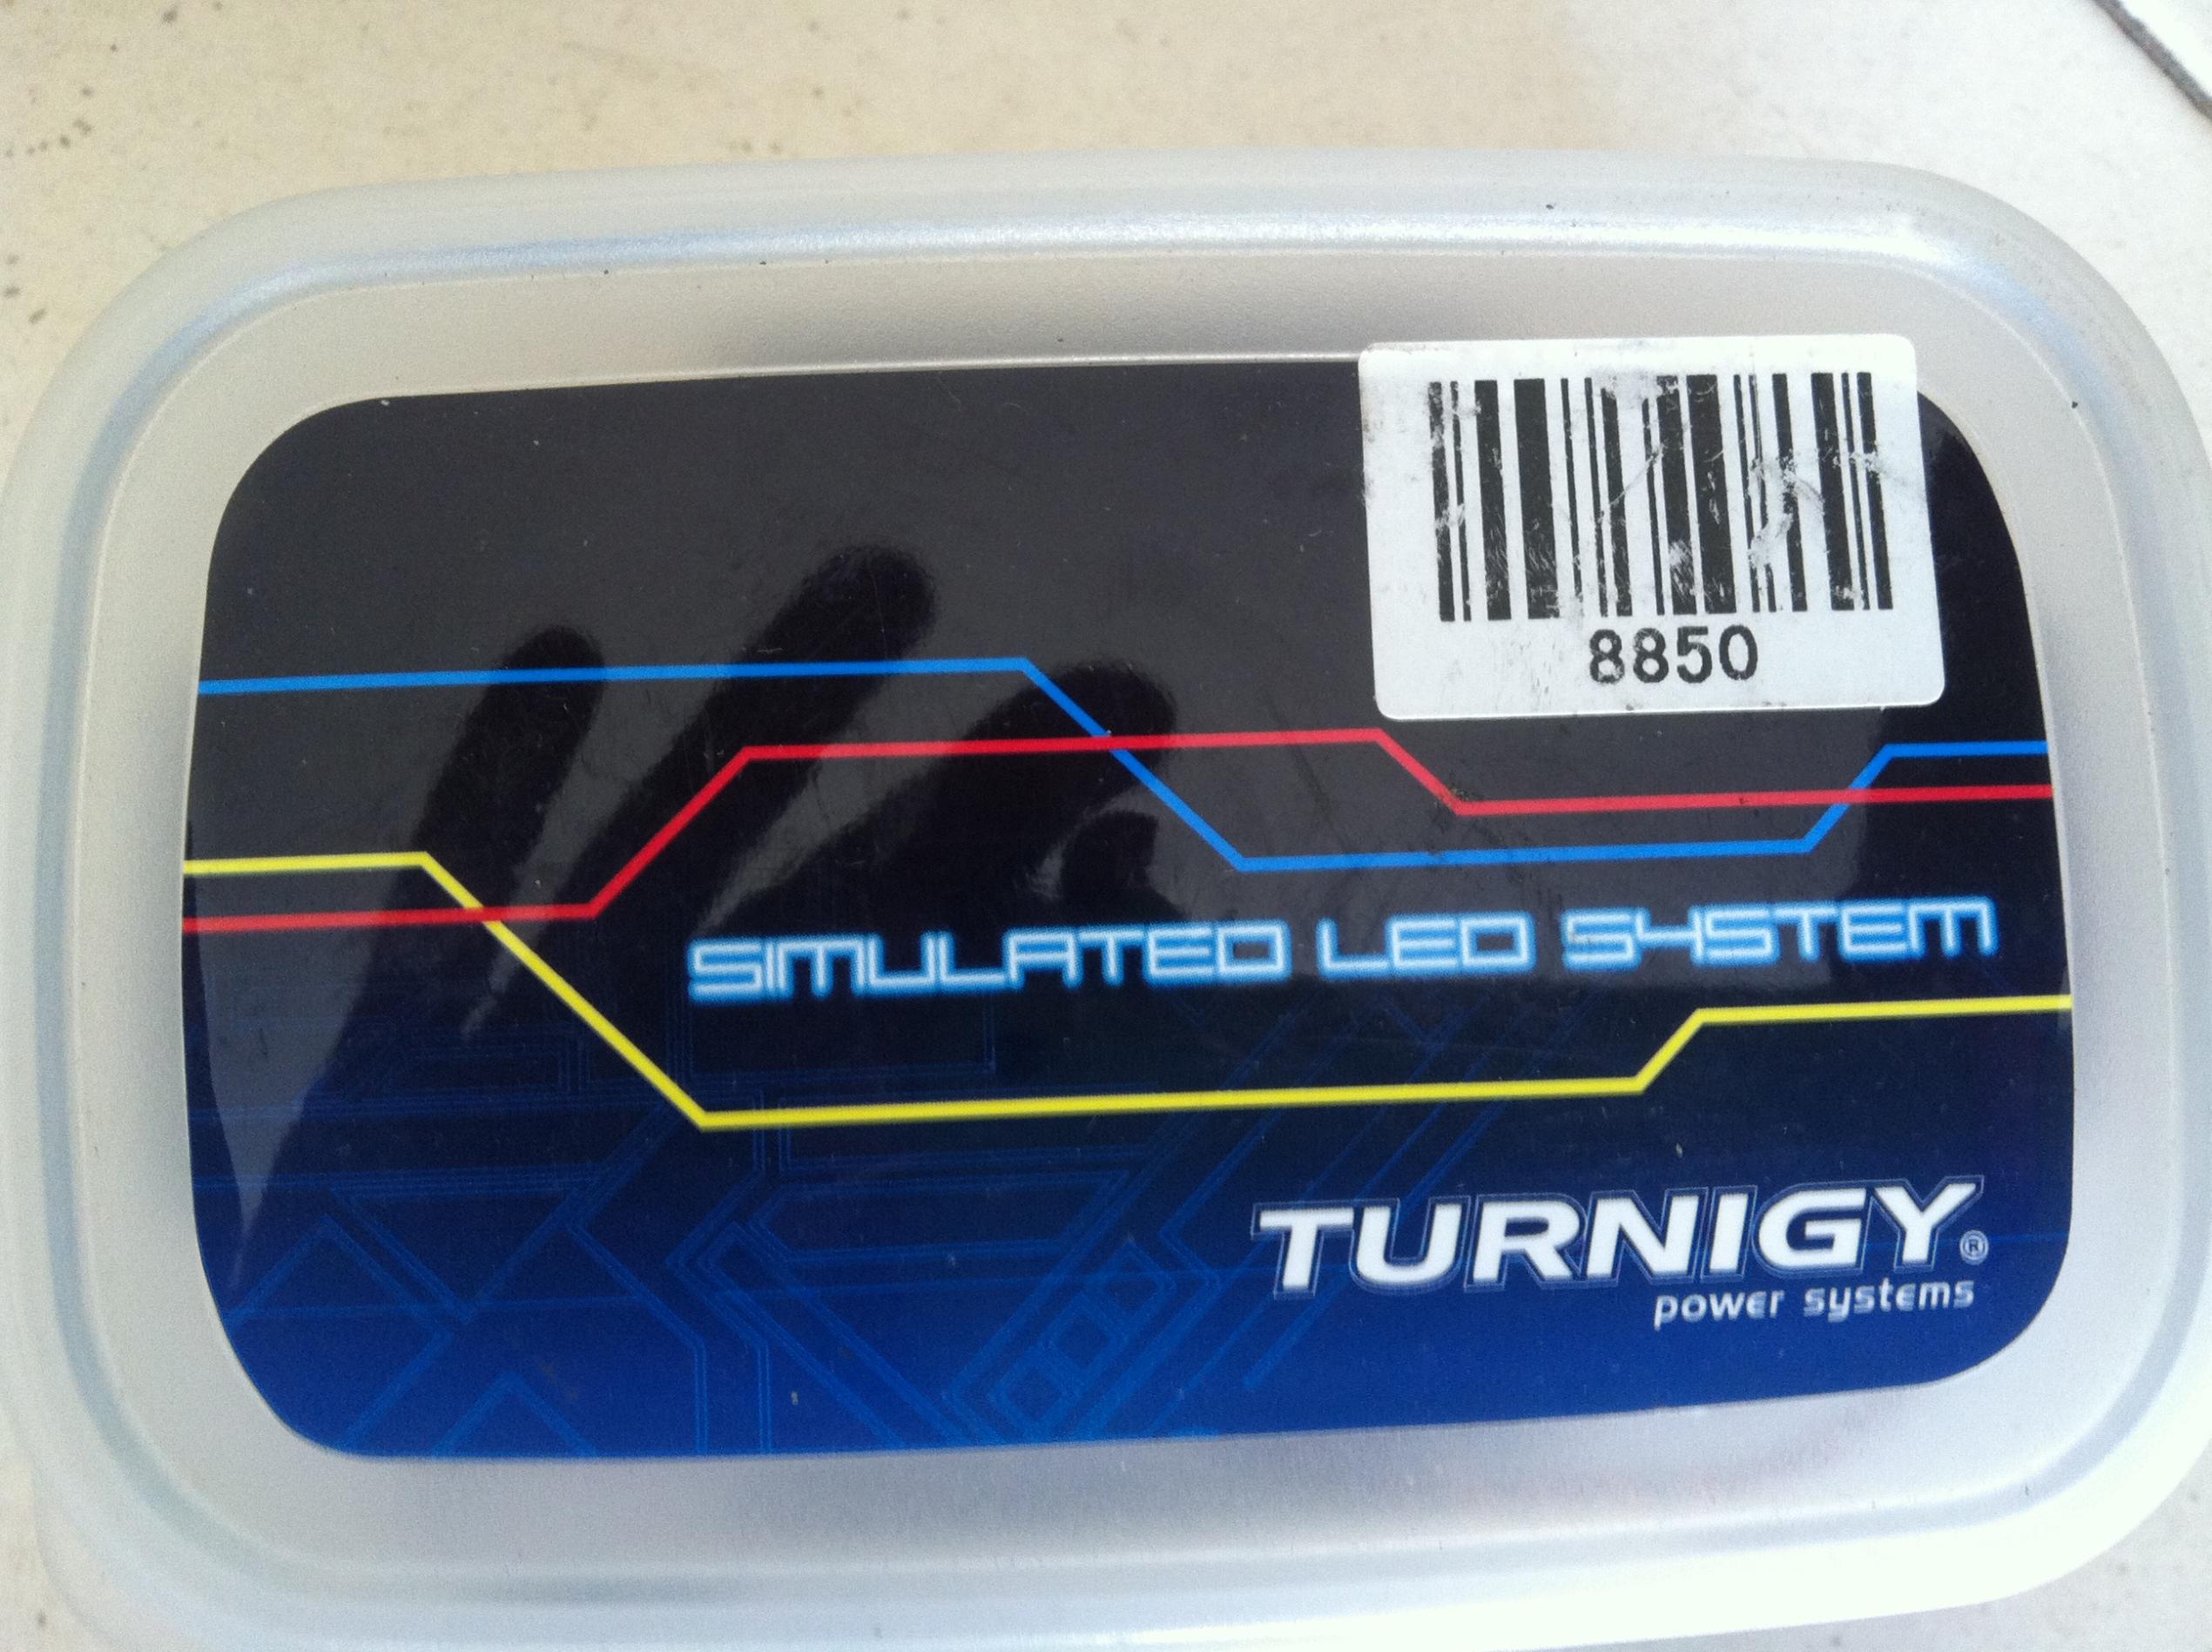 8850
SIMULATED LED SYSTEM
TURNIGY®
power systems